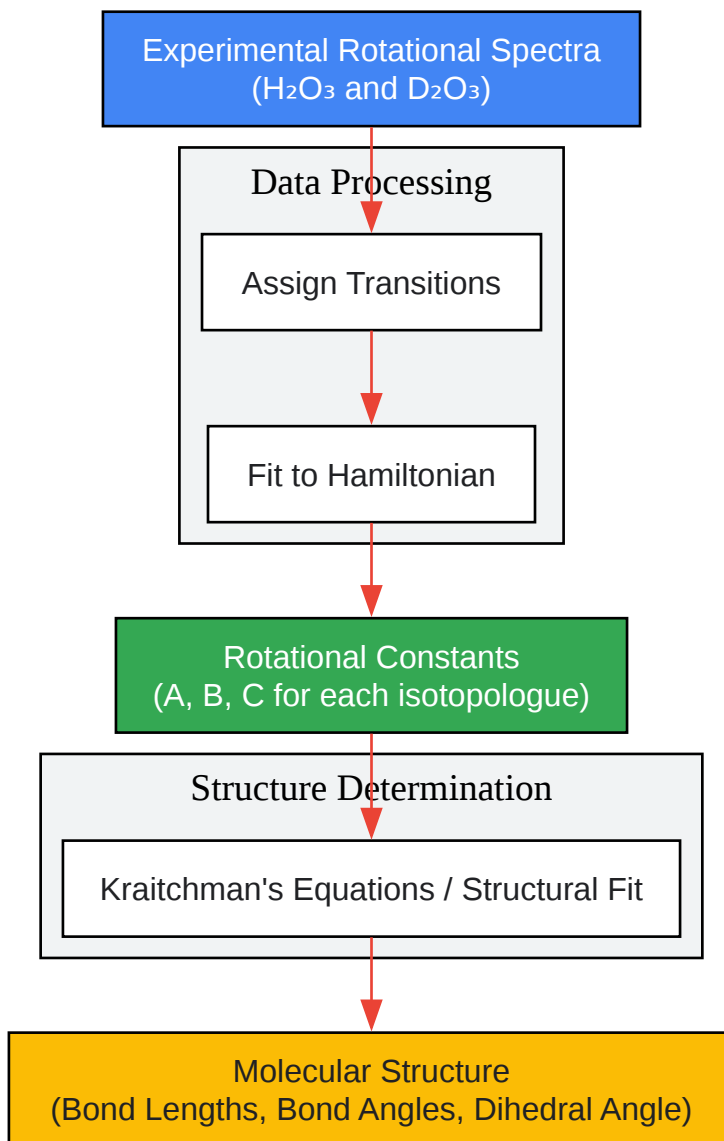 Experimental Rotational Spectra
(H₂O₃ and D₂O₃)
Data Processing
Assign Transitions
Fit to Hamiltonian
Rotational Constants
(A, B, C for each isotopologue)
Structure Determination
Kraitchman's Equations / Structural Fit
Molecular Structure
(Bond Lengths, Bond Angles, Dihedral Angle)